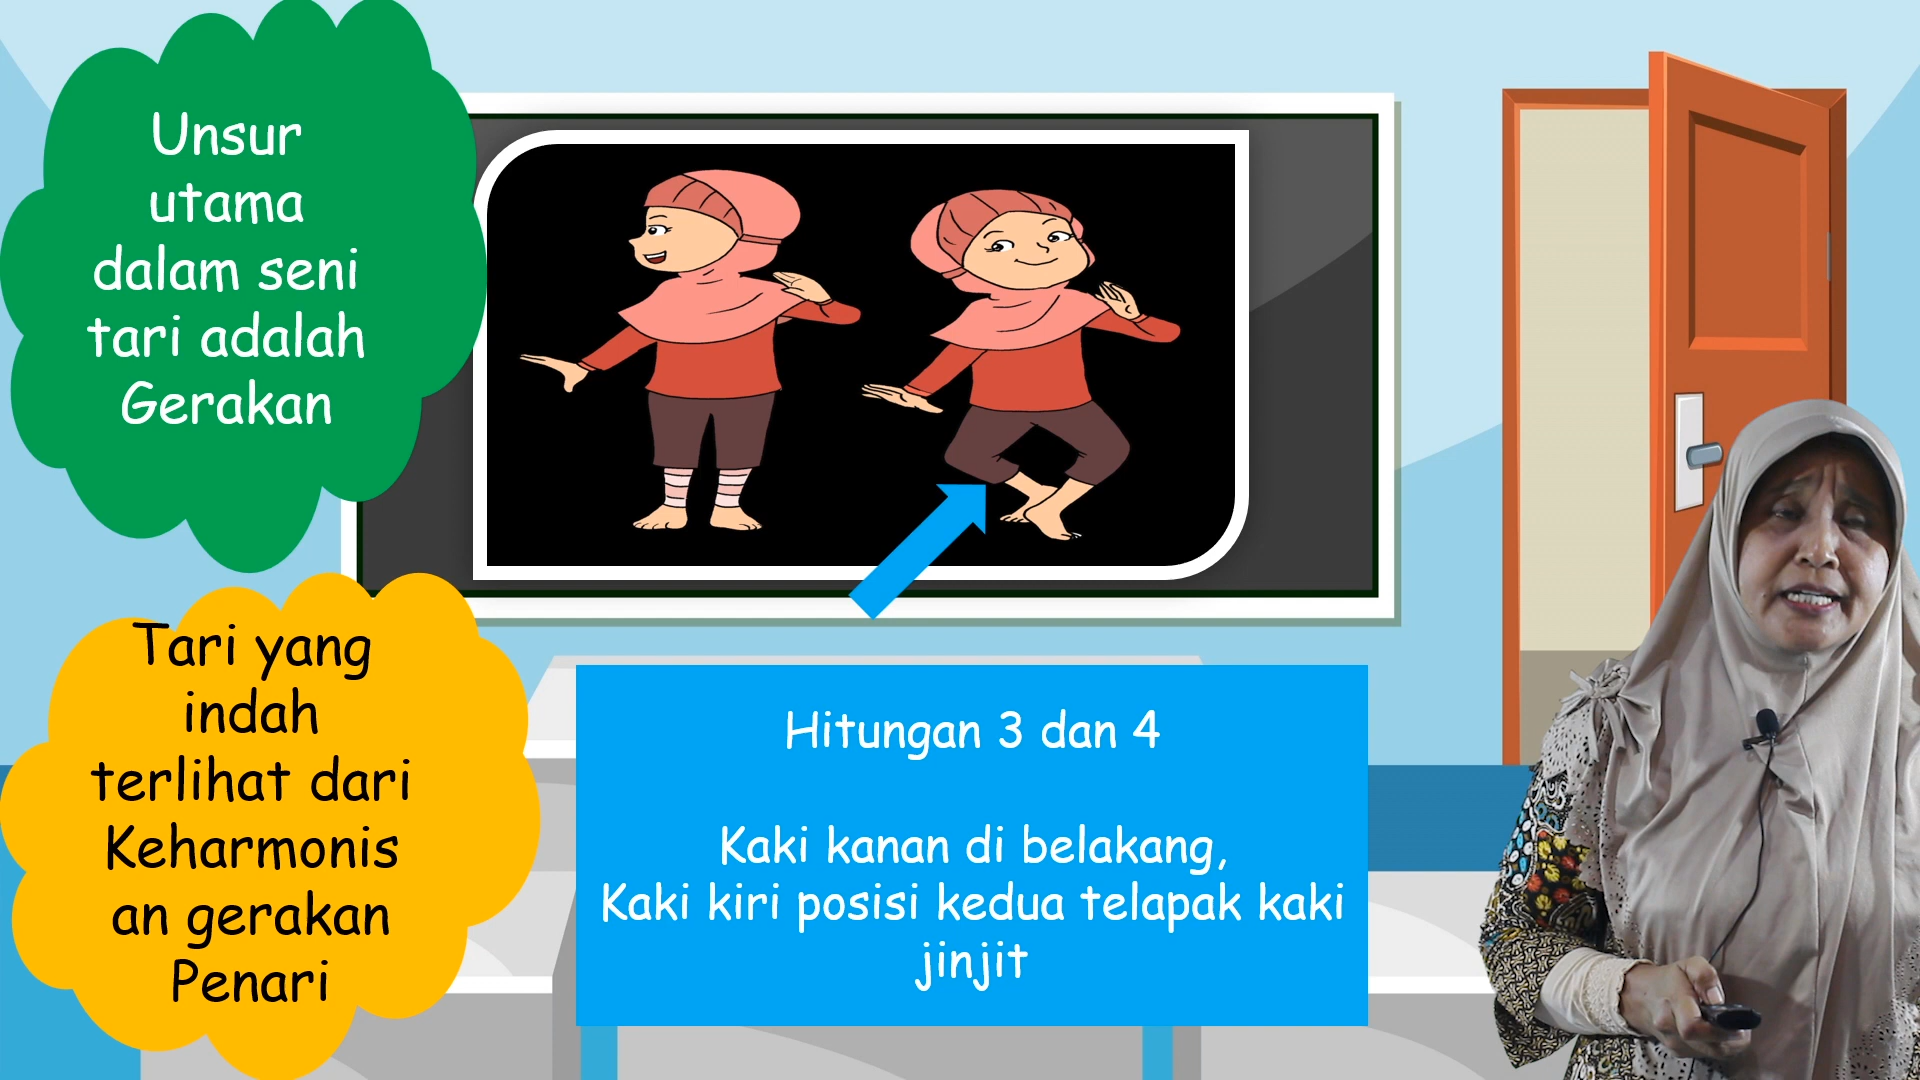 Unsur
utama
dalam seni
tari adalah
Gerakan
Tari yang
indah
terlihat dari
Keharmonis
an gerakan
Penari
Hitungan 3 dan 4
Kaki kanan di belakang,
Kaki kiri posisi kedua telapak kaki
jinjit